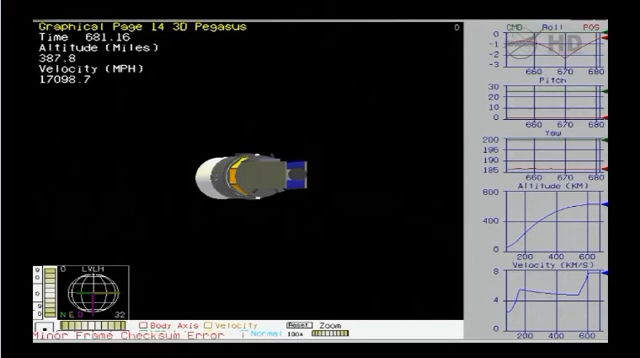 Graphical Page 14 3D Pegasus
Time 681.16
Altitude (Miles)
387.8
Velocity (MPH)
17098.7
0
CMD Roll POS
HD
0
-1
-2
-3
660 670 680
Pitch
30
20
10
0
660 670 680
Yaw
200
195
190
185
660 670 680
Altitude (KM)
800
400
0
200 400 600
Velocity (KM/S)
8
4
0
200 400 600
0 LVLH
N E D 32
Body Axis Velocity Reset Zoom
Minor Frame Checksum Error Normal 100%